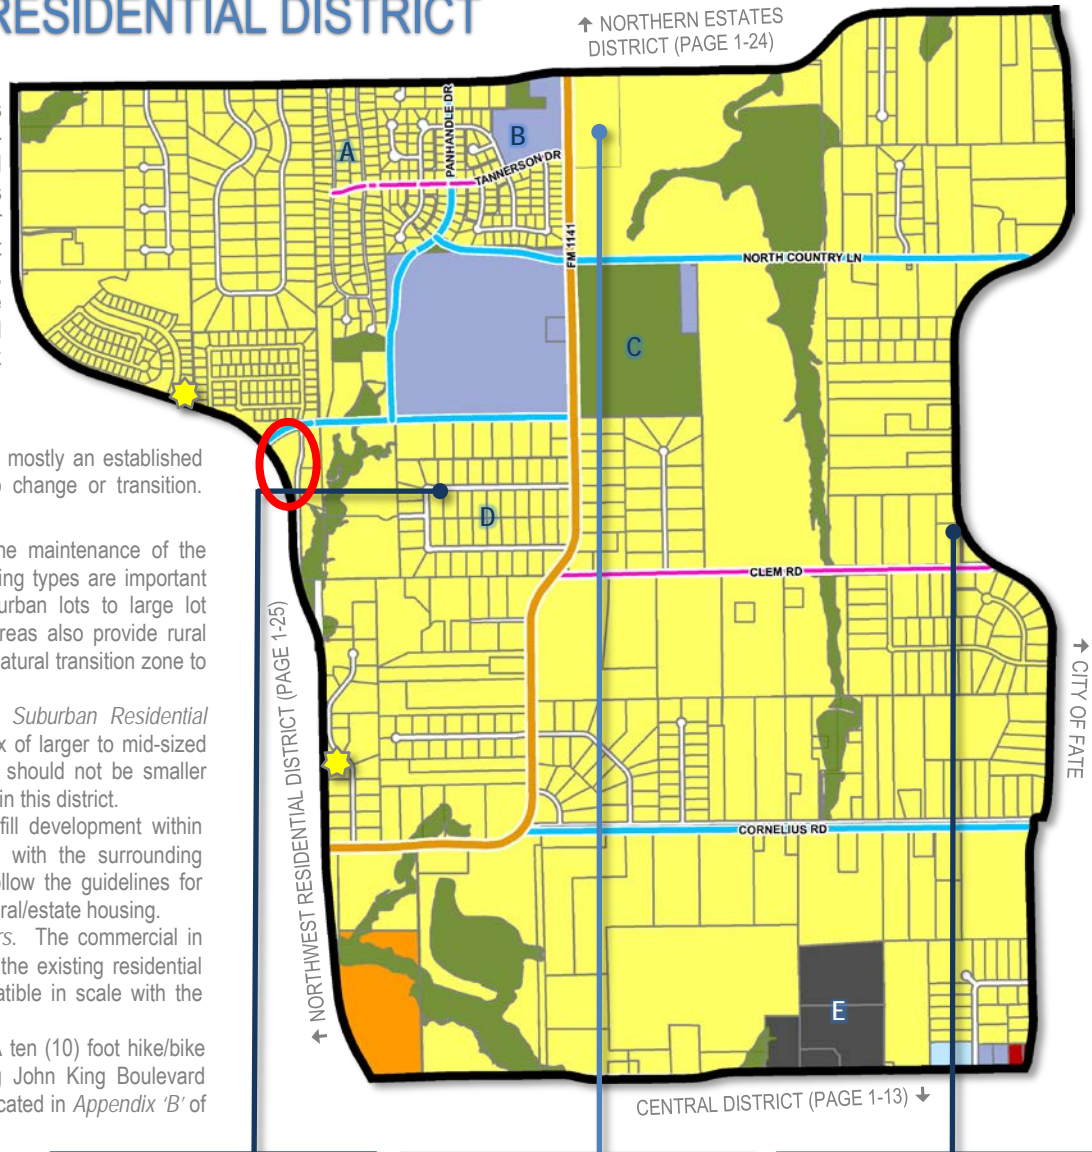 RESIDENTIAL DISTRICT
↑ NORTHERN ESTATES
DISTRICT (PAGE 1-24)
PANHANDLE DR
A
B
TANNERSON DR
FM 1141
NORTH COUNTRY LN
C
mostly an established
change or transition.
D
he maintenance of the
ing types are important
urban lots to large lot
reas also provide rural
natural transition zone to
CLEM RD
↑ NORTHWEST RESIDENTIAL DISTRICT (PAGE 1-25)
↑ CITY OF FATE
Suburban Residential
x of larger to mid-sized
should not be smaller
in this district.
fill development within
with the surrounding
llow the guidelines for
ral/estate housing.
rs. The commercial in
the existing residential
atible in scale with the
CORNELIUS RD
E
A ten (10) foot hike/bike
g John King Boulevard
cated in Appendix ‘B’ of
CENTRAL DISTRICT (PAGE 1-13) ↓